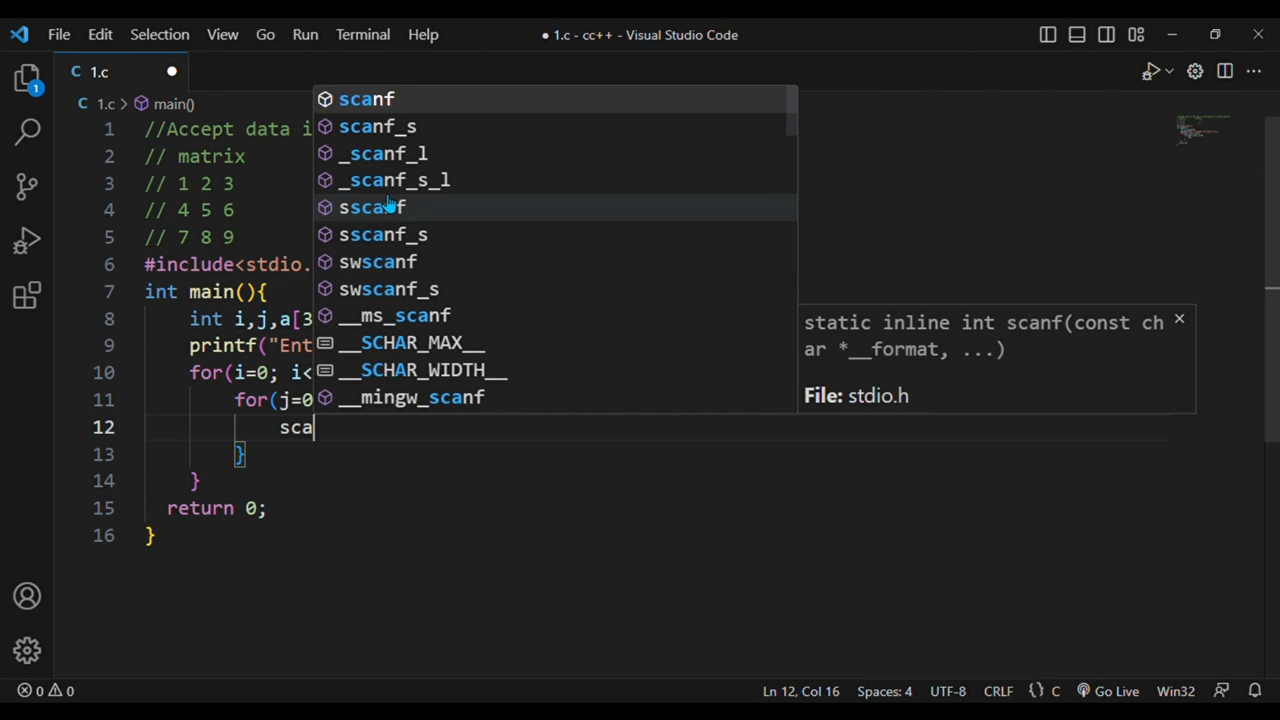 File Edit Selection View Go Run Terminal Help ● 1.c - cc++ - Visual Studio Code
C 1.c ●
1
C 1.c > main()
1 //Accept data i
2 // matrix
3 // 1 2 3
4 // 4 5 6
5 // 7 8 9
6 #include<stdio.
7 int main(){
8 int i,j,a[3
9 printf("Ent
10 for(i=0; i<
11 for(j=0
12 sca
13 }
14 }
15 return 0;
16 }
scanf
scanf_s
_scanf_l
_scanf_s_l
sscanf
sscanf_s
swscanf
swscanf_s
__ms_scanf
__SCHAR_MAX__
__SCHAR_WIDTH__
__mingw_scanf
static inline int scanf(const ch
ar *__format, ...)
File: stdio.h
0 0 Ln 12, Col 16 Spaces: 4 UTF-8 CRLF {} C Go Live Win32